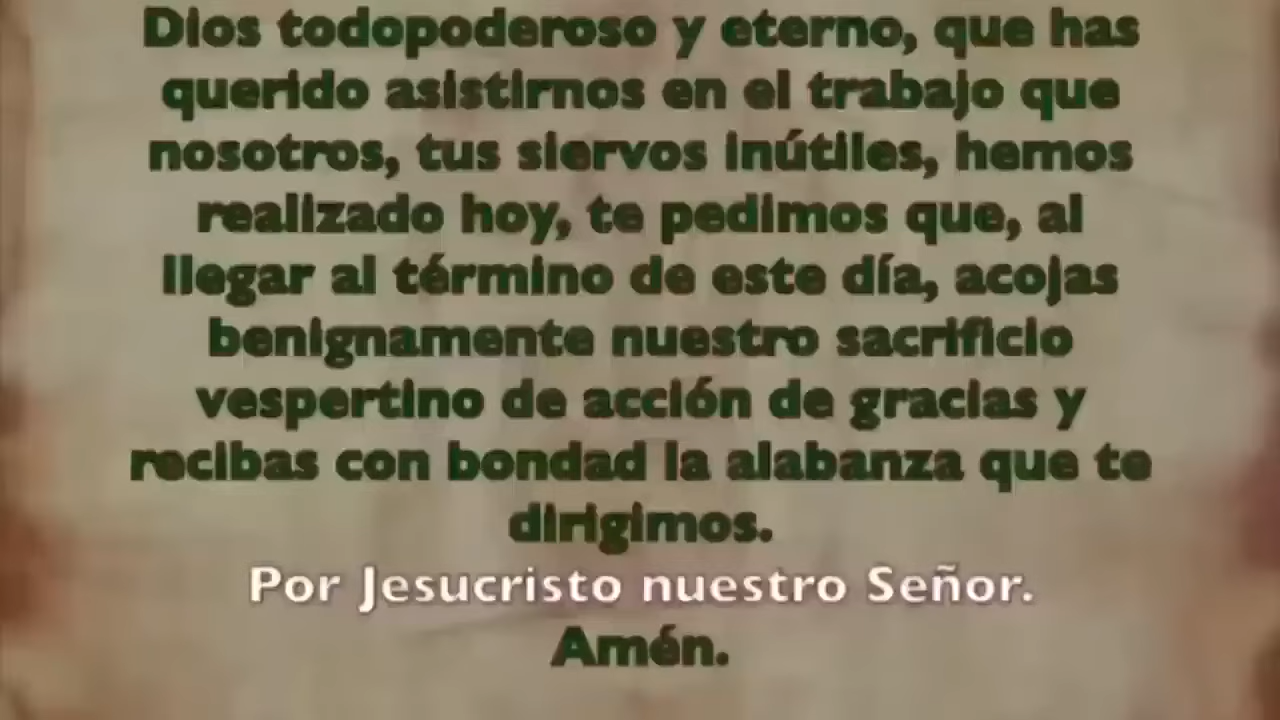 Dios todopoderoso y eterno, que has
querido asistirnos en el trabajo que
nosotros, tus siervos inútiles, hemos
realizado hoy, te pedimos que, al
llegar al término de este día, acojas
benignamente nuestro sacrificio
vespertino de acción de gracias y
recibas con bondad la alabanza que te
dirigimos.
Por Jesucristo nuestro Señor.
Amén.